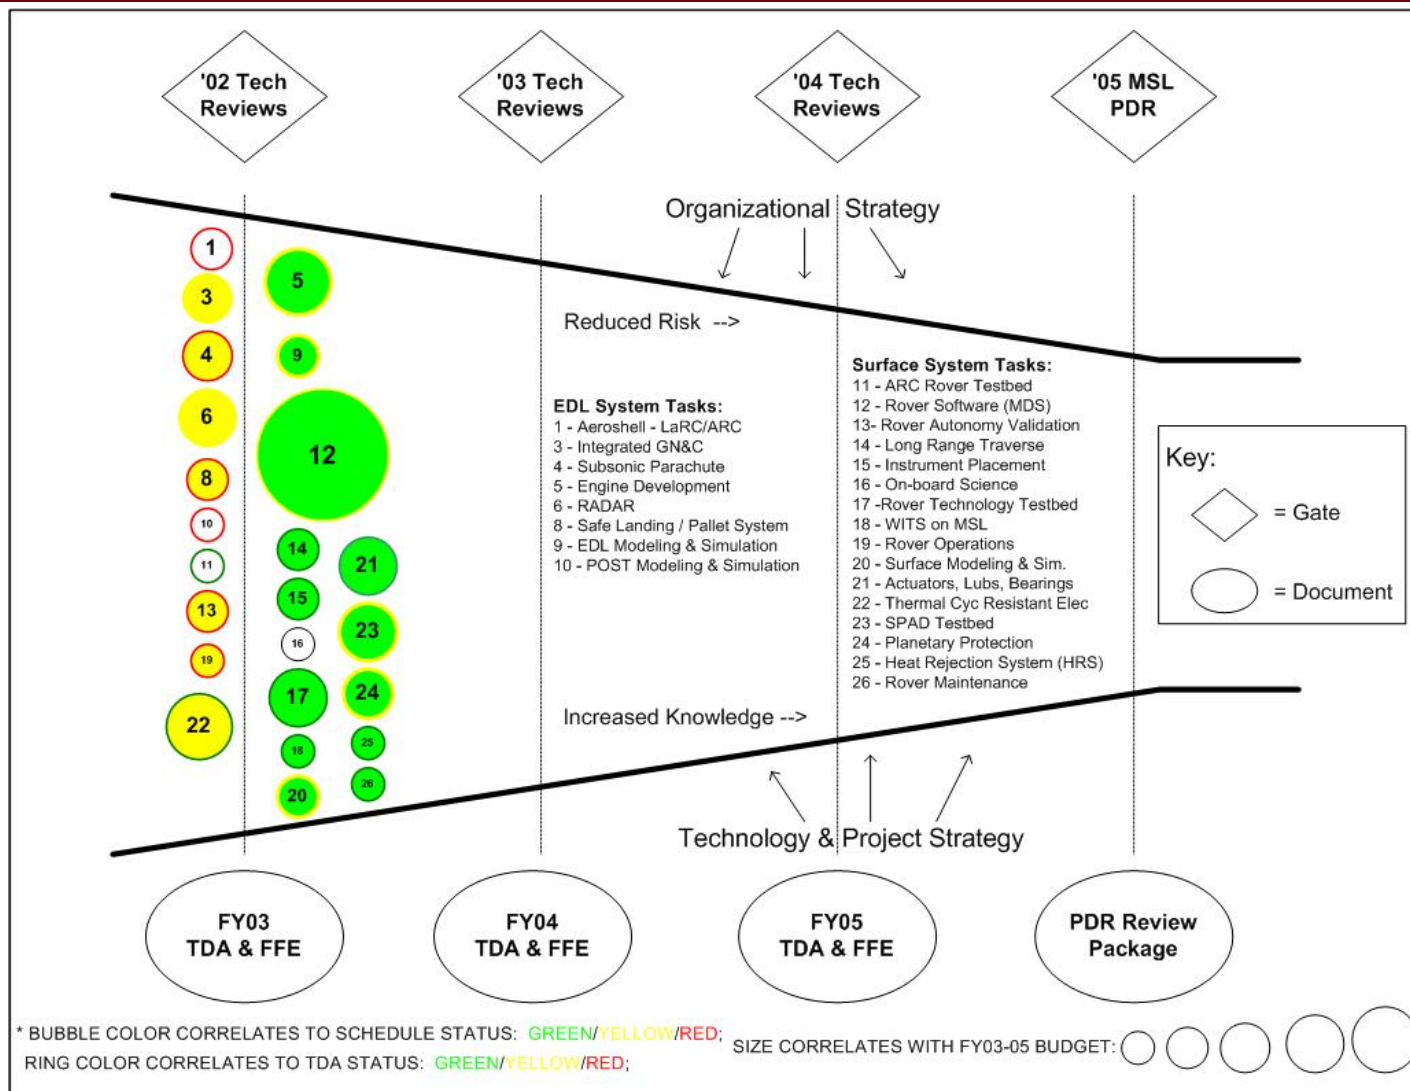 '02 Tech
Reviews
'03 Tech
Reviews
'04 Tech
Reviews
'05 MSL
PDR
Organizational Strategy
Reduced Risk -->
1
3
4
6
8
10
11
13
19
22
5
9
12
14
15
16
17
18
20
21
23
24
25
26
EDL System Tasks:
1 - Aeroshell - LaRC/ARC
3 - Integrated GN&C
4 - Subsonic Parachute
5 - Engine Development
6 - RADAR
8 - Safe Landing / Pallet System
9 - EDL Modeling & Simulation
10 - POST Modeling & Simulation
Surface System Tasks:
11 - ARC Rover Testbed
12 - Rover Software (MDS)
13- Rover Autonomy Validation
14 - Long Range Traverse
15 - Instrument Placement
16 - On-board Science
17 -Rover Technology Testbed
18 - WITS on MSL
19 - Rover Operations
20 - Surface Modeling & Sim.
21 - Actuators, Lubs, Bearings
22 - Thermal Cyc Resistant Elec
23 - SPAD Testbed
24 - Planetary Protection
25 - Heat Rejection System (HRS)
26 - Rover Maintenance
Key:
= Gate
= Document
Increased Knowledge -->
Technology & Project Strategy
FY03
TDA & FFE
FY04
TDA & FFE
FY05
TDA & FFE
PDR Review
Package
* BUBBLE COLOR CORRELATES TO SCHEDULE STATUS: GREEN/YELLOW/RED;
RING COLOR CORRELATES TO TDA STATUS: GREEN/YELLOW/RED;
SIZE CORRELATES WITH FY03-05 BUDGET: